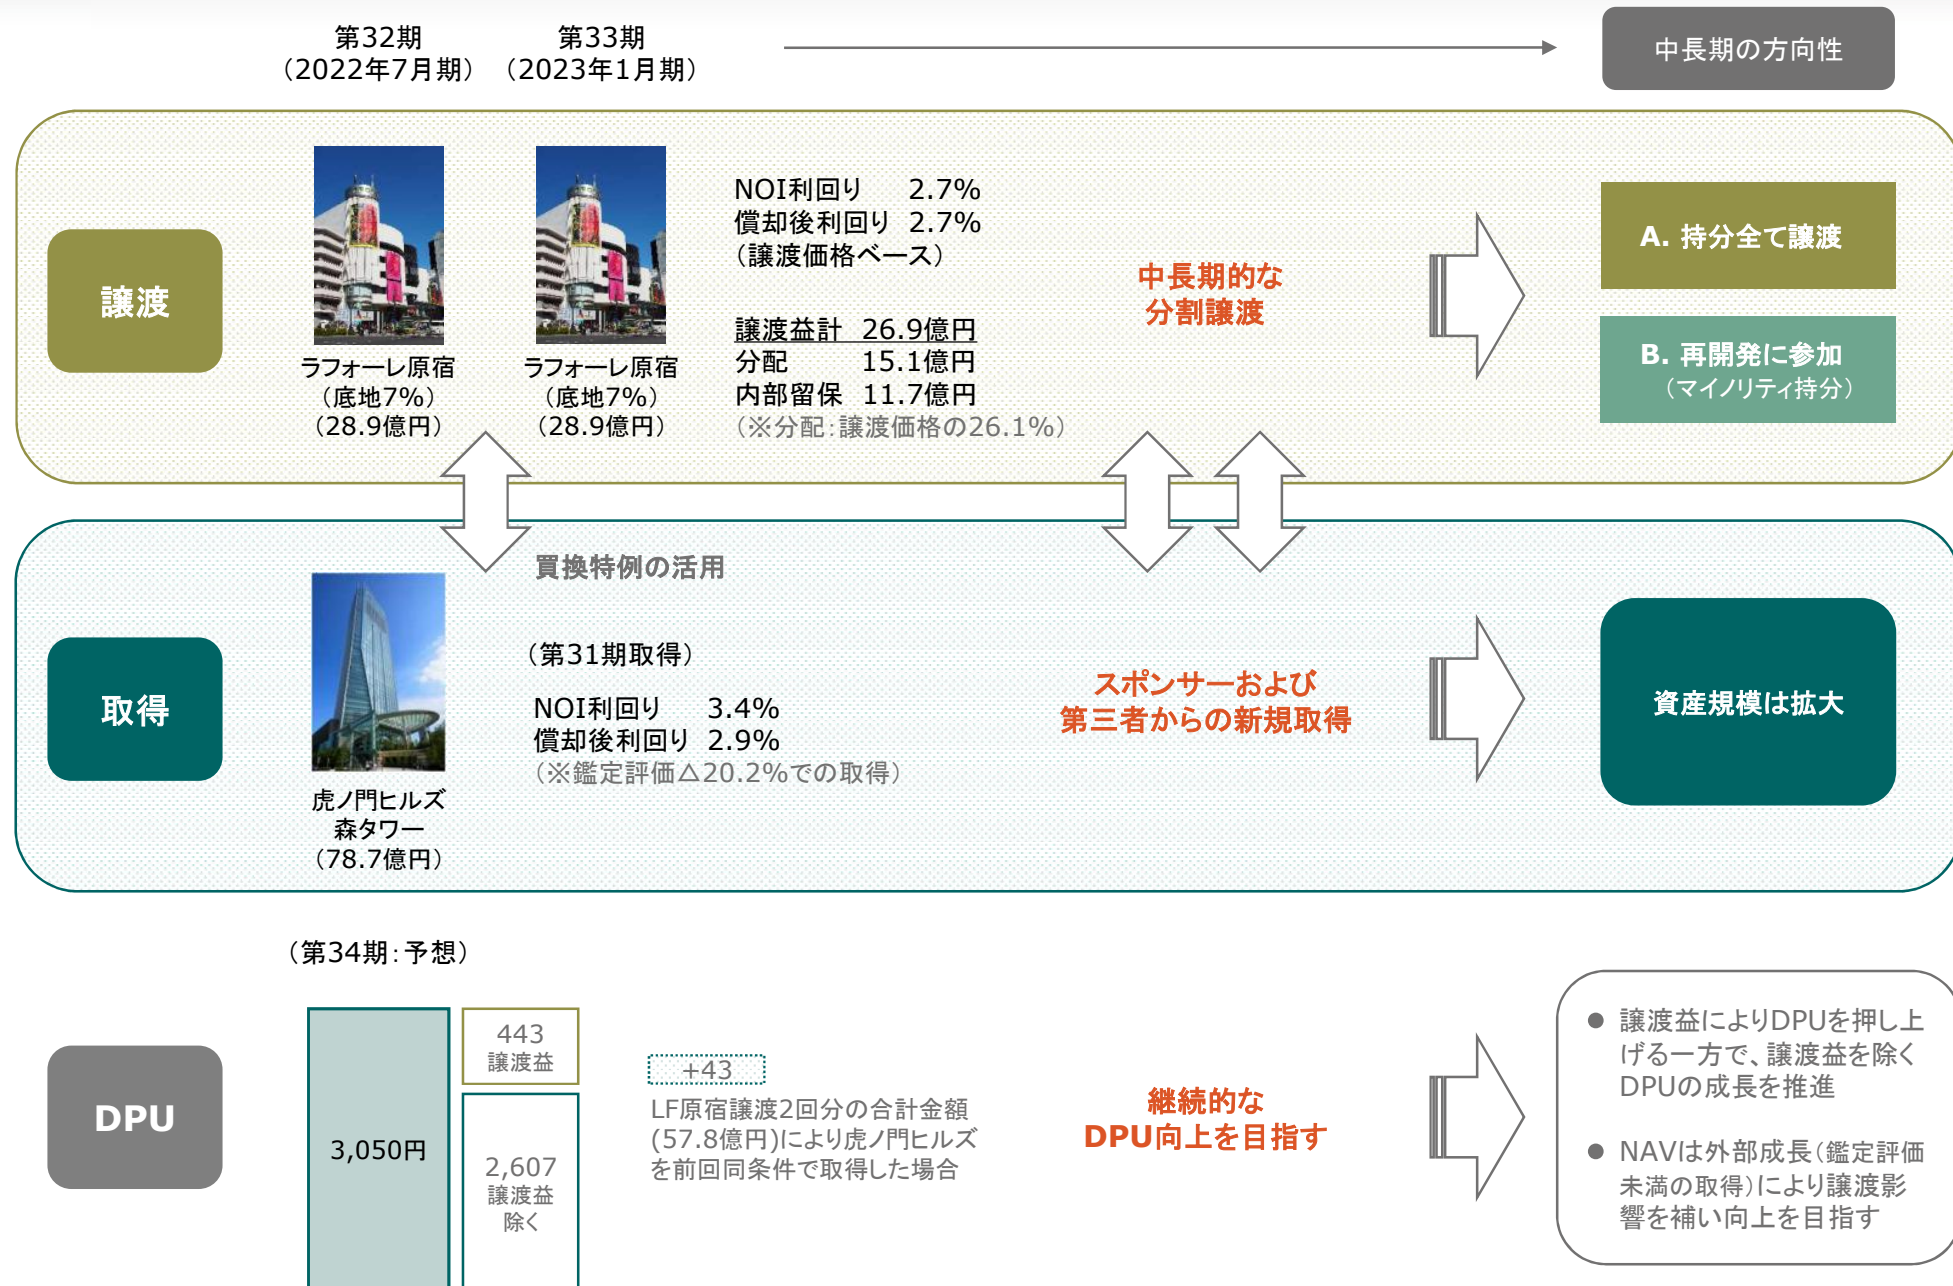 第32期
（2022年7月期）
第33期
（2023年1月期）
中長期の方向性
譲渡
ラフォーレ原宿
（底地7%）
（28.9億円）
ラフォーレ原宿
（底地7%）
（28.9億円）
NOI利回り 2.7%
償却後利回り 2.7%
（譲渡価格ベース）
譲渡益計 26.9億円
分配 15.1億円
内部留保 11.7億円
（※分配：譲渡価格の26.1%）
中長期的な
分割譲渡
A. 持分全て譲渡
B. 再開発に参加
（マイノリティ持分）
買換特例の活用
取得
虎ノ門ヒルズ
森タワー
（78.7億円）
（第31期取得）
NOI利回り 3.4%
償却後利回り 2.9%
（※鑑定評価△20.2%での取得）
スポンサーおよび
第三者からの新規取得
資産規模は拡大
（第34期：予想）
DPU
3,050円
443
譲渡益
2,607
譲渡益
除く
+43
LF原宿譲渡2回分の合計金額
(57.8億円)により虎ノ門ヒルズ
を前回同条件で取得した場合
継続的な
DPU向上を目指す
● 譲渡益によりDPUを押し上
げる一方で、譲渡益を除く
DPUの成長を推進
● NAVは外部成長（鑑定評価
未満の取得）により譲渡影
響を補い向上を目指す